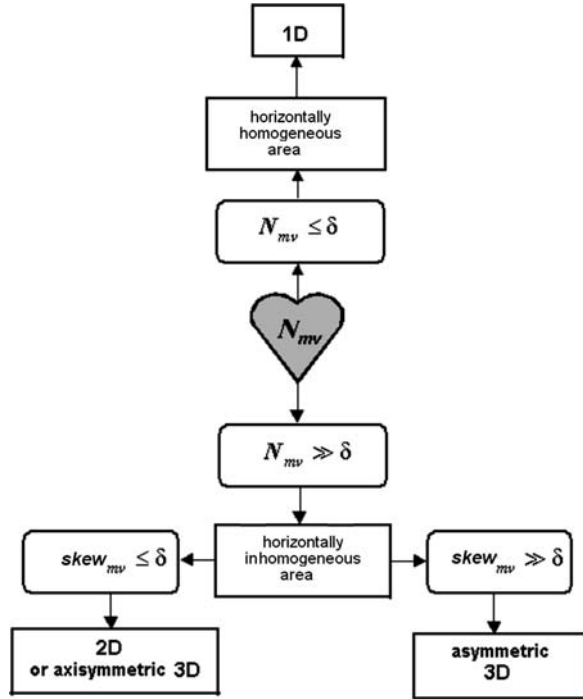 1D
horizontally
homogeneous
area
N_mv ≤ δ
N_mv
N_mv ≫ δ
horizontally
inhomogeneous
area
skew_mv ≤ δ
skew_mv ≫ δ
2D
or axisymmetric 3D
asymmetric
3D